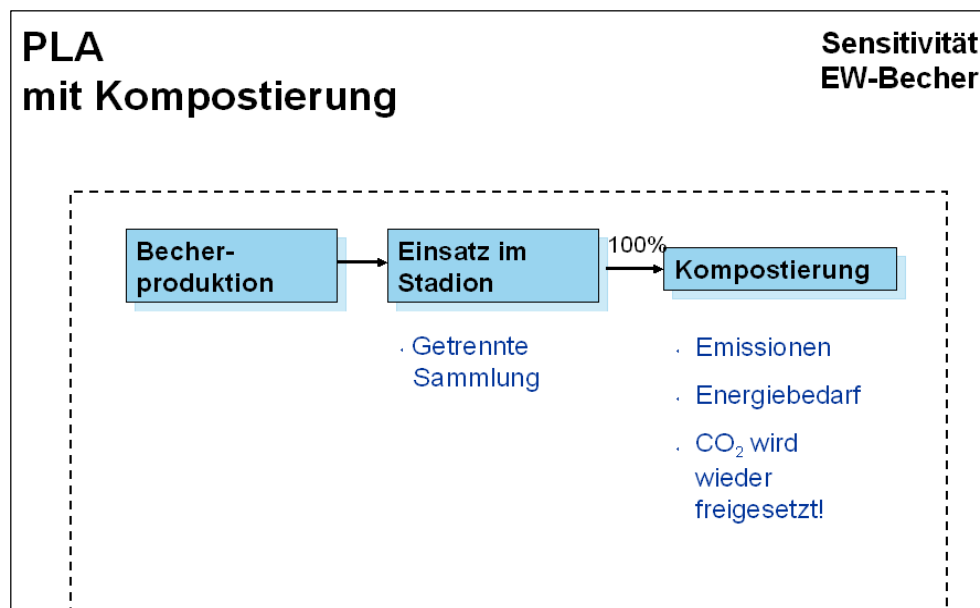 PLA
mit Kompostierung
Sensitivität
EW-Becher
Becher-
produktion
Einsatz im
Stadion
100%
Kompostierung
· Getrennte
Sammlung
· Emissionen
· Energiebedarf
· CO₂ wird
wieder
freigesetzt!